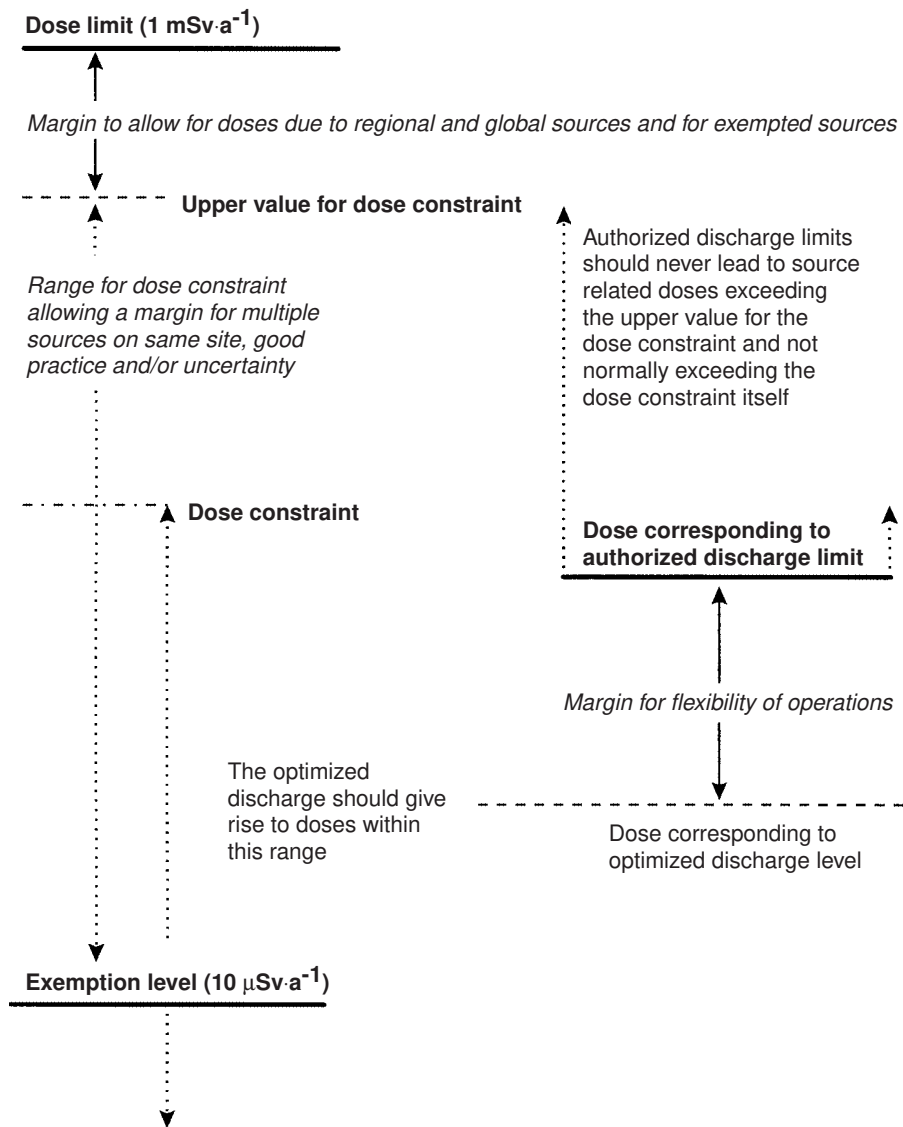 Dose limit (1 mSv·a-1)
Margin to allow for doses due to regional and global sources and for exempted sources
Upper value for dose constraint
Authorized discharge limits
should never lead to source
related doses exceeding
the upper value for the
dose constraint and not
normally exceeding the
dose constraint itself
Range for dose constraint
allowing a margin for multiple
sources on same site, good
practice and/or uncertainty
Dose constraint
Dose corresponding to
authorized discharge limit
Margin for flexibility of operations
The optimized
discharge should give
rise to doses within
this range
Dose corresponding to
optimized discharge level
Exemption level (10 μSv·a-1)